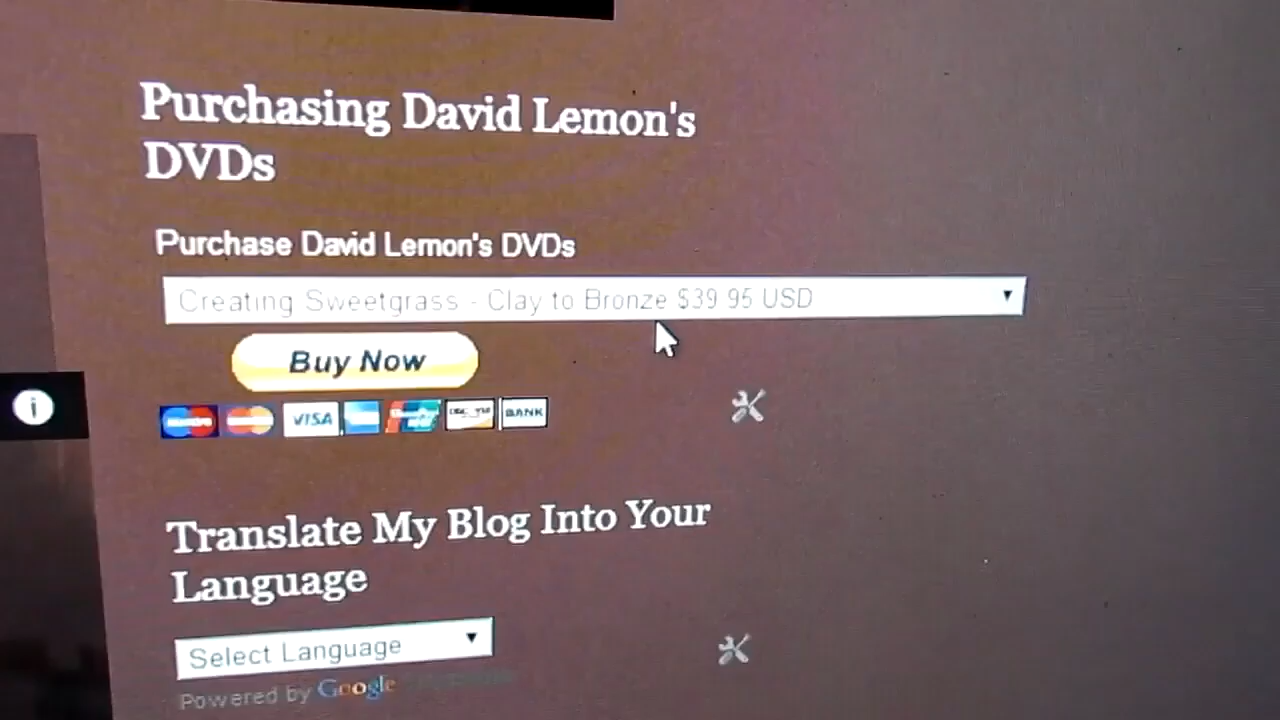 Purchasing David Lemon's
DVDs
Purchase David Lemon's DVDs
Creating Sweetgrass - Clay to Bronze $39 95 USD
Buy Now
VISA
BANK
Translate My Blog Into Your
Language
Select Language
Powered by Google